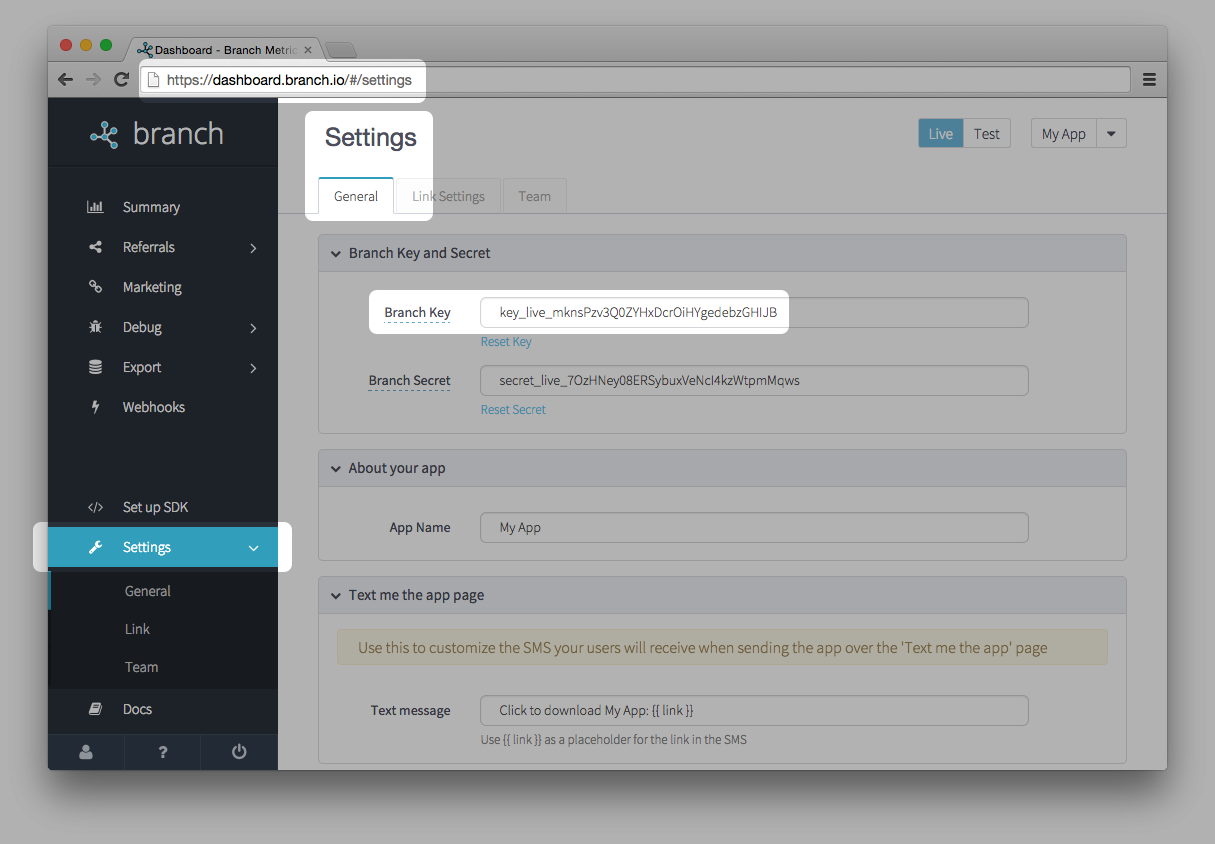 Dashboard - Branch Metric
https://dashboard.branch.io/#/settings
branch
Summary
Referrals
Marketing
Debug
Export
Webhooks
Set up SDK
Settings
General
Link
Team
Docs
?
Settings
Live
Test
My App
General
Link Settings
Team
Branch Key and Secret
Branch Key
key_live_mknsPzv3Q0ZYHxDcrOiHYgedebzGHIJB
Reset Key
Branch Secret
secret_live_7OzHNey08ERSybuxVeNcl4kzWtpmMqws
Reset Secret
About your app
App Name
My App
Text me the app page
Use this to customize the SMS your users will receive when sending the app over the 'Text me the app' page
Text message
Click to download My App: {{ link }}
Use {{ link }} as a placeholder for the link in the SMS